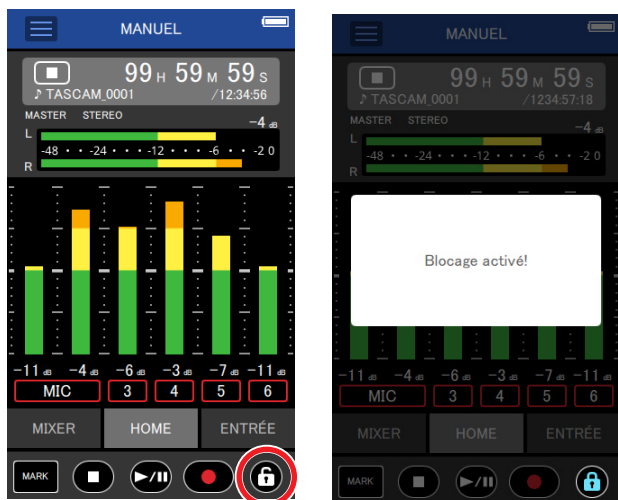 MANUEL
99 H 59 M 59 S
♪ TASCAM_0001 /12:34:56
MASTER STEREO
-4 dB
L
-48 • • -24 • • • -12 • • • -6 • • -2 0
R
-11 dB -4 dB -6 dB -3 dB -7 dB -11 dB
MIC 3 4 5 6
MIXER HOME ENTRÉE
MARK
MANUEL
99 H 59 M 59 S
♪ TASCAM_0001 /1234:57:18
MASTER STEREO
-4 dB
L
-48 • • -24 • • • -12 • • • -6 • • -2 0
R
Blocage activé!
-11 dB -4 dB -6 dB -3 dB -7 dB -11 dB
MIC 3 4 5 6
MIXER HOME ENTRÉE
MARK